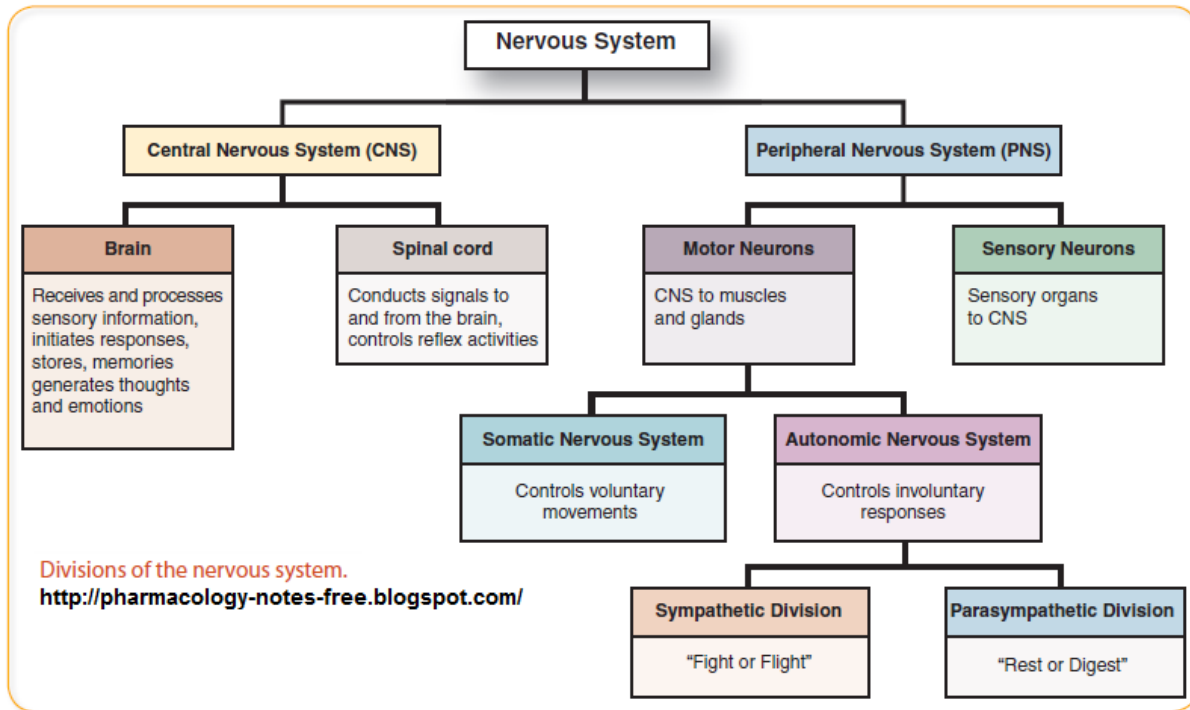 Nervous System
Central Nervous System (CNS)
Peripheral Nervous System (PNS)
Brain
Receives and processes
sensory information,
initiates responses,
stores, memories
generates thoughts
and emotions
Spinal cord
Conducts signals to
and from the brain,
controls reflex activities
Motor Neurons
CNS to muscles
and glands
Sensory Neurons
Sensory organs
to CNS
Somatic Nervous System
Controls voluntary
movements
Autonomic Nervous System
Controls involuntary
responses
Divisions of the nervous system.
http://pharmacology-notes-free.blogspot.com/
Sympathetic Division
“Fight or Flight”
Parasympathetic Division
“Rest or Digest”